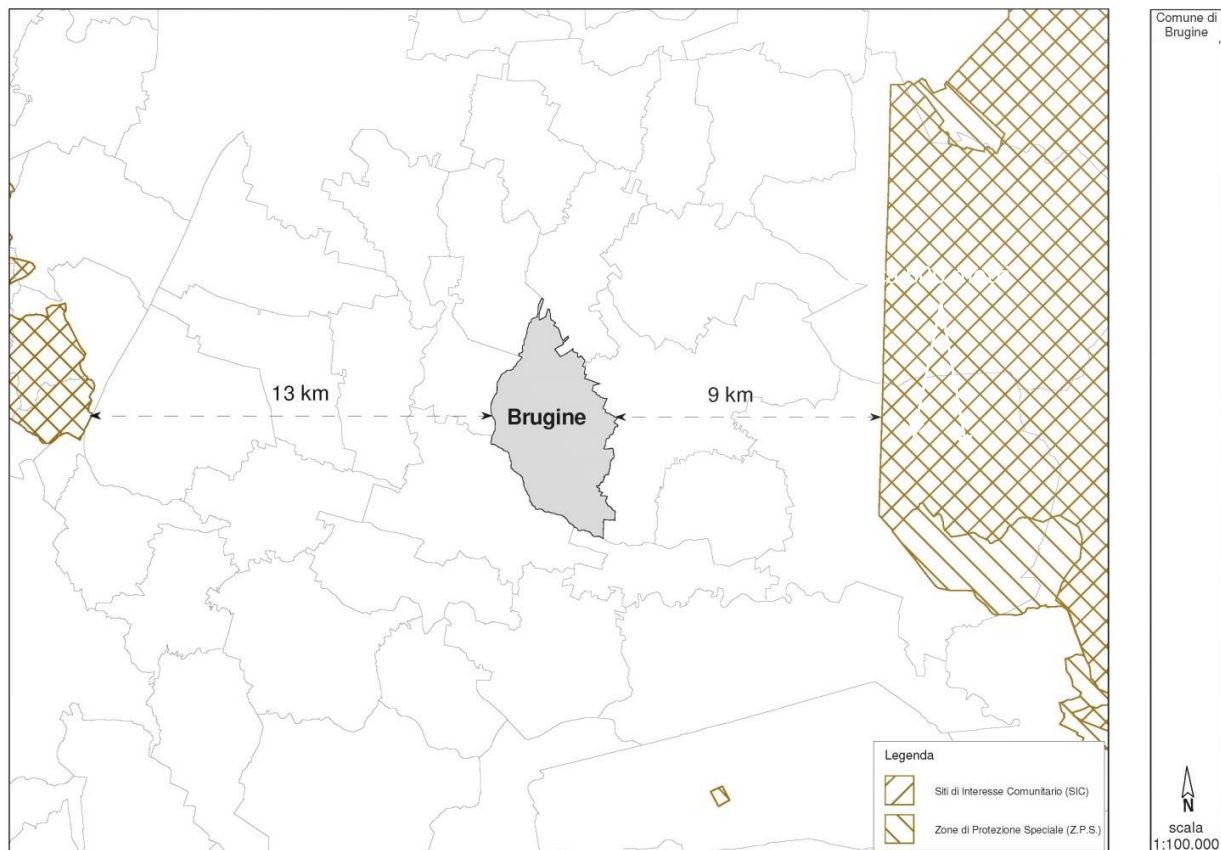 Comune di
Brugine
13 km
Brugine
9 km
Legenda
Siti di Interesse Comunitario (SIC)
Zone di Protezione Speciale (Z.P.S.)
N
scala
1:100.000